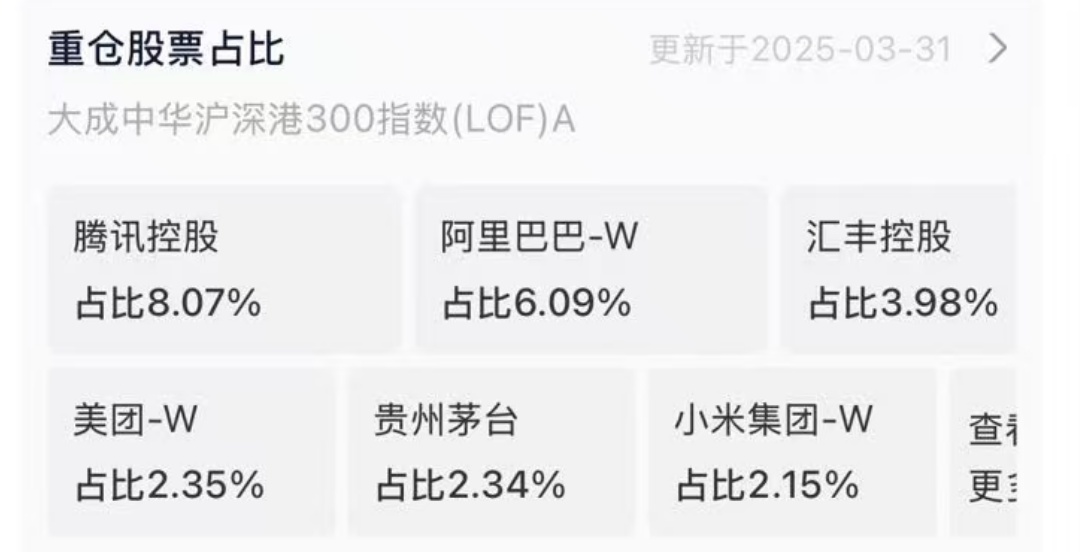 重仓股票占比
更新于2025-03-31
大成中华沪深港300指数(LOF)A
腾讯控股
阿里巴巴-W
汇丰控股
占比8.07%
占比6.09%
占比3.98%
美团-W
贵州茅台
小米集团-W
查
占比2.35%
占比2.34%
占比2.15%
更